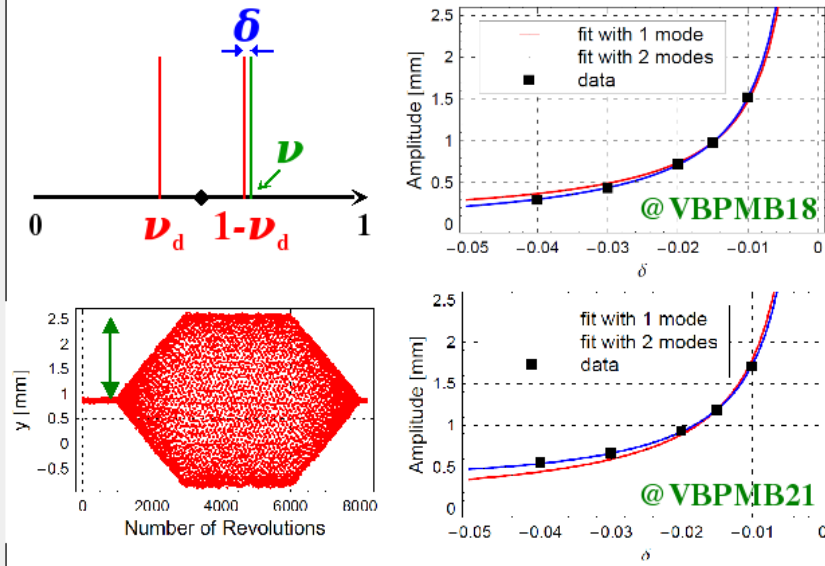 δ
ν
0
ν_d
1-ν_d
1
2.5
2
1.5
1
0.5
0
Amplitude [mm]
fit with 1 mode
fit with 2 modes
data
@VBPMB18
−0.05
−0.04
−0.03
−0.02
−0.01
0
δ
2.5
2
1.5
1
0.5
0
−0.5
y [mm]
0
2000
4000
6000
8000
Number of Revolutions
2.5
2
1.5
1
0.5
0
Amplitude [mm]
fit with 1 mode
fit with 2 modes
data
@VBPMB21
−0.05
−0.04
−0.03
−0.02
−0.01
0
δ